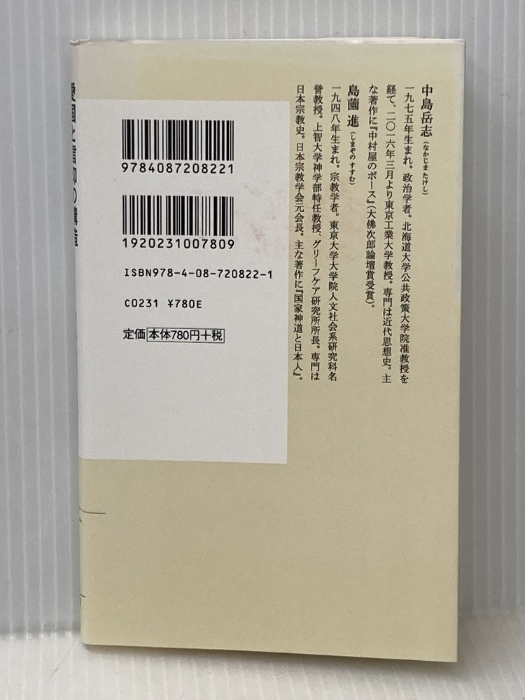 中島岳志（なかじま たけし）
一九七五年生まれ。政治学者。北海道大学公共政策大学院准教授を
経て、二〇一六年三月より東京工業大学教授。専門は近代思想史。主
な著作に『中村屋のボース』（大佛次郎論壇賞受賞）。
島薗 進（しまぞの すすむ）
一九四八年生まれ。宗教学者。東京大学大学院人文社会系研究科名
誉教授。上智大学神学部特任教授、グリーフケア研究所所長。専門は
日本宗教史。日本宗教学会元会長。主な著作に『国家神道と日本人』。
9784087208221
1920231007809
ISBN978-4-08-720822-1
C0231 ¥780E
定価 本体780円+税
愛国と信仰の構造